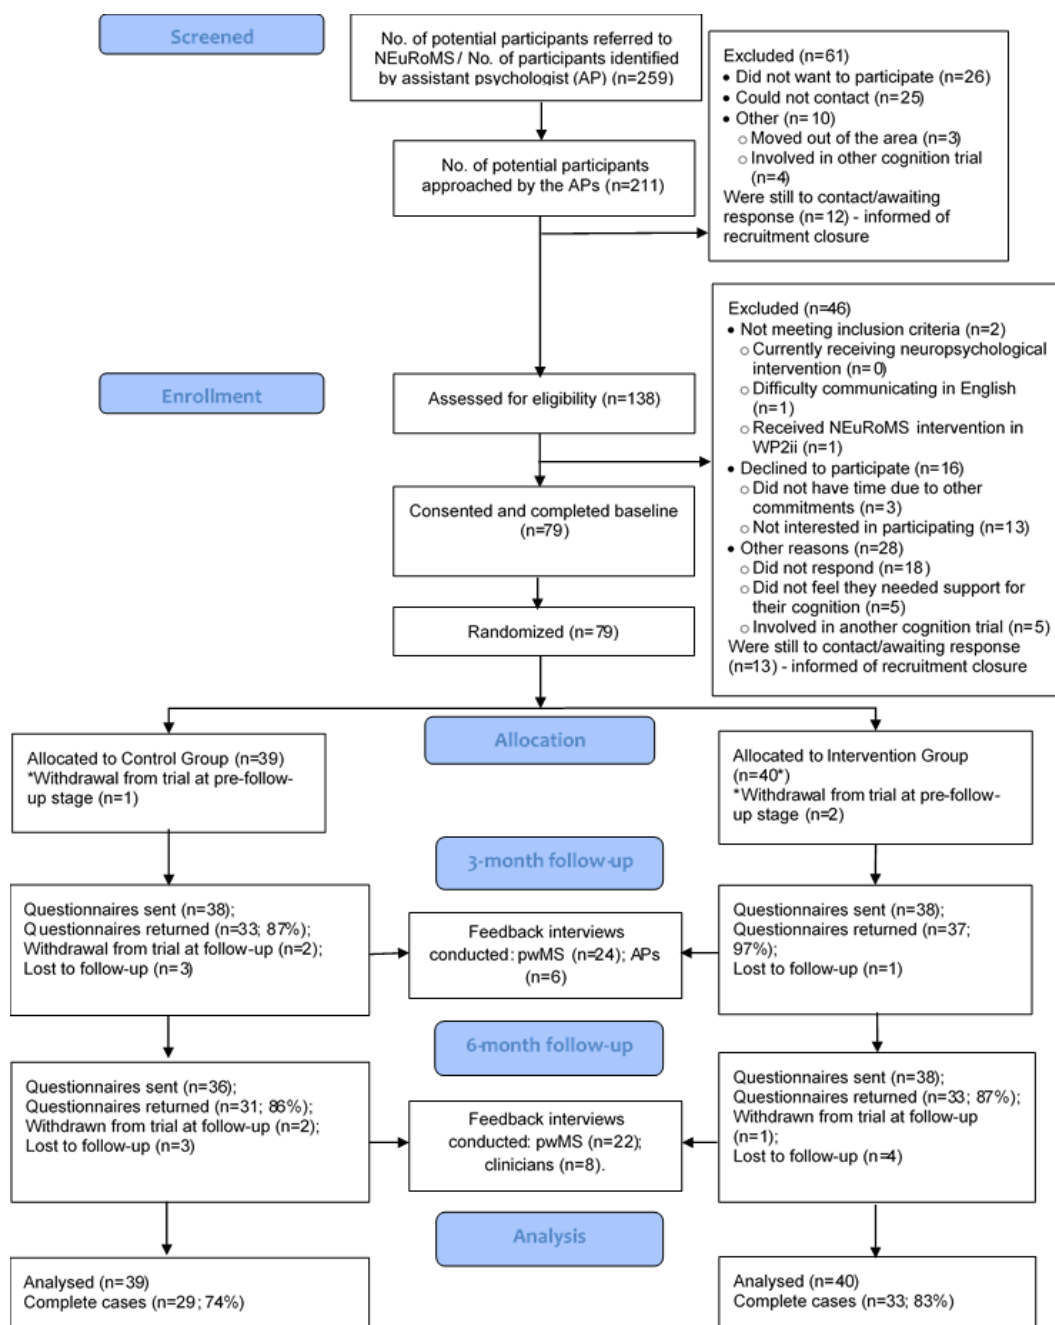 Screened
No. of potential participants referred to
NEuRoMS / No. of participants identified
by assistant psychologist (AP) (n=259)
Excluded (n=61)
• Did not want to participate (n=26)
• Could not contact (n=25)
• Other (n= 10)
o Moved out of the area (n=3)
o Involved in other cognition trial
(n=4)
Were still to contact/awaiting
response (n=12) - informed of
recruitment closure
No. of potential participants
approached by the APs (n=211)
Excluded (n=46)
• Not meeting inclusion criteria (n=2)
o Currently receiving neuropsychological
intervention (n= 0)
o Difficulty communicating in English
(n=1)
o Received NEuRoMS intervention in
WP2ii (n=1)
• Declined to participate (n=16)
o Did not have time due to other
commitments (n=3)
o Not interested in participating (n=13)
• Other reasons (n=28)
o Did not respond (n=18)
o Did not feel they needed support for
their cognition (n=5)
o Involved in another cognition trial (n=5)
Were still to contact/awaiting response
(n=13) - informed of recruitment closure
Enrollment
Assessed for eligibility (n=138)
Consented and completed baseline
(n=79)
Randomized (n=79)
Allocation
Allocated to Control Group (n=39)
*Withdrawal from trial at pre-follow-
up stage (n=1)
Allocated to Intervention Group
(n=40*)
*Withdrawal from trial at pre-follow-
up stage (n=2)
3-month follow-up
Questionnaires sent (n=38);
Questionnaires returned (n=33; 87%);
Withdrawal from trial at follow-up (n=2);
Lost to follow-up (n=3)
Feedback interviews
conducted: pwMS (n=24); APs
(n=6)
Questionnaires sent (n=38);
Questionnaires returned (n=37;
97%);
Lost to follow-up (n=1)
6-month follow-up
Questionnaires sent (n=36);
Questionnaires returned (n=31; 86%);
Withdrawn from trial at follow-up (n=2);
Lost to follow-up (n=3)
Feedback interviews
conducted: pwMS (n=22);
clinicians (n=8).
Questionnaires sent (n=38);
Questionnaires returned (n=33; 87%);
Withdrawn from trial at follow-up
(n=1);
Lost to follow-up (n=4)
Analysis
Analysed (n=39)
Complete cases (n=29; 74%)
Analysed (n=40)
Complete cases (n=33; 83%)